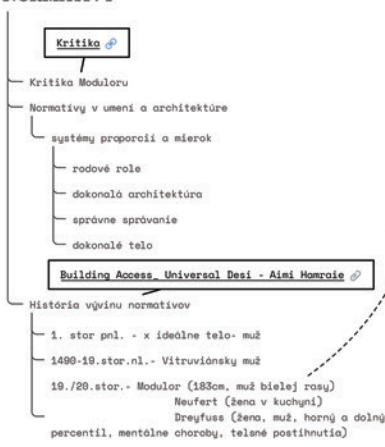 Kritika
Kritika Moduloru
Normatívy v umení a architektúre
systémy proporcií a mierok
rodové role
dokonalá architektúra
správne správanie
dokonalé telo
Building Access_ Universal Desi - Aimi Hamraie
História vývinu normatívov
1. stor pnl. - x ideálne telo- muž
1490-19.stor.nl.- Vitruviánsky muž
19./20.stor.- Modulor (183cm, muž bielej rasy)
Neufert (žena v kuchyni)
Dreyfuss (žena, muž, horný a dolný
percentil, mentálne choroby, telsné postihnutia)